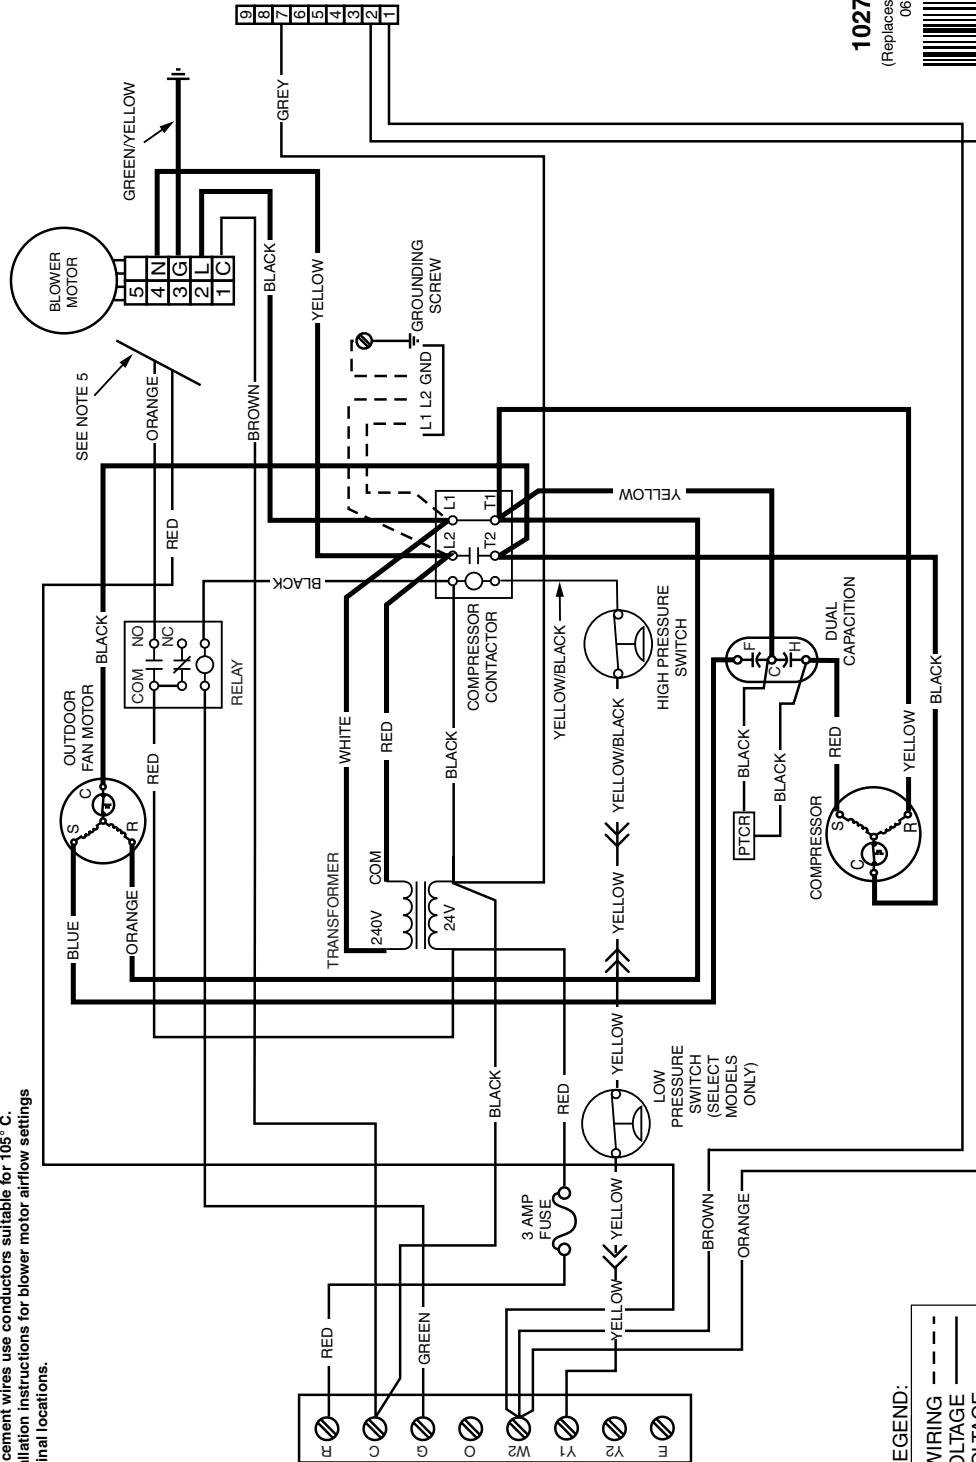 cement wires use conductors suitable for 105° C.
allation instructions for blower motor airflow settings
inal locations.
9
8
7
6
5
4
3
2
1
1027
(Replaces
06
GREEN/YELLOW
GREY
BLOWER
MOTOR
5
4 N
3 G
2 L
1 C
SEE NOTE 5
ORANGE
RED
BROWN
BLACK
YELLOW
GROUNDING
SCREW
L1 L2 GND
OUTDOOR
FAN MOTOR
C
S
R
BLACK
BLUE
ORANGE
RED
COM
NO
NC
RELAY
BLACK
L1
L2
T1
T2
COMPRESSOR
CONTACTOR
YELLOW
WHITE
RED
BLACK
TRANSFORMER
240V
COM
24V
YELLOW/BLACK
HIGH PRESSURE
SWITCH
YELLOW/BLACK
YELLOW
YELLOW
LOW
PRESSURE
SWITCH
(SELECT
MODELS
ONLY)
F
C
H
DUAL
CAPACITION
PTCR
BLACK
BLACK
RED
YELLOW
BLACK
COMPRESSOR
S
C
R
BLACK
RED
3 AMP
FUSE
YELLOW
YELLOW
BROWN
ORANGE
RED
GREEN
R
C
G
O
W2
Y1
Y2
E
EGEND:
WIRING
OLTAGE